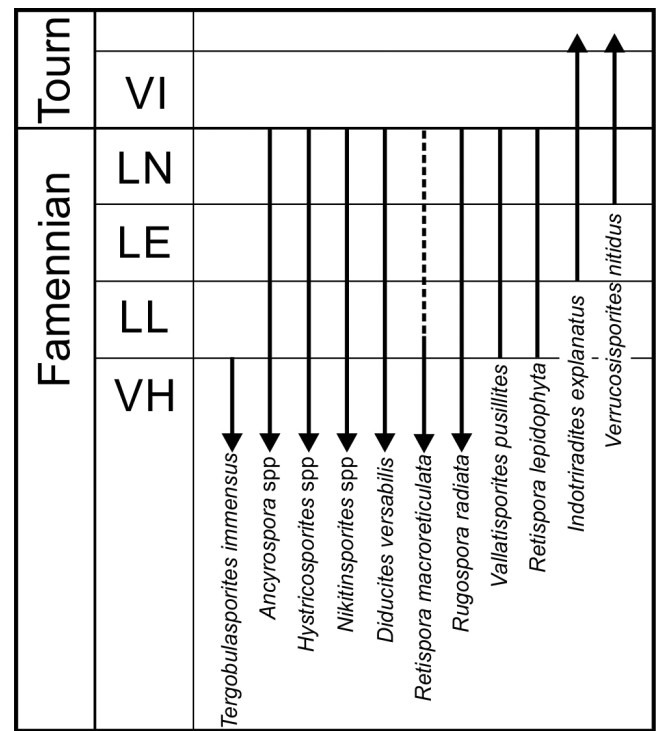 Tourn
Famennian
VI
LN
LE
LL
VH
Tergobulasporites immensus
Ancyrospora spp
Hystricosporites spp
Nikitinsporites spp
Diducites versabilis
Retispora macroreticulata
Rugospora radiata
Vallatisporites pusillites
Retispora lepidophyta
Indotriradites explanatus
Verrucosisporites nitidus